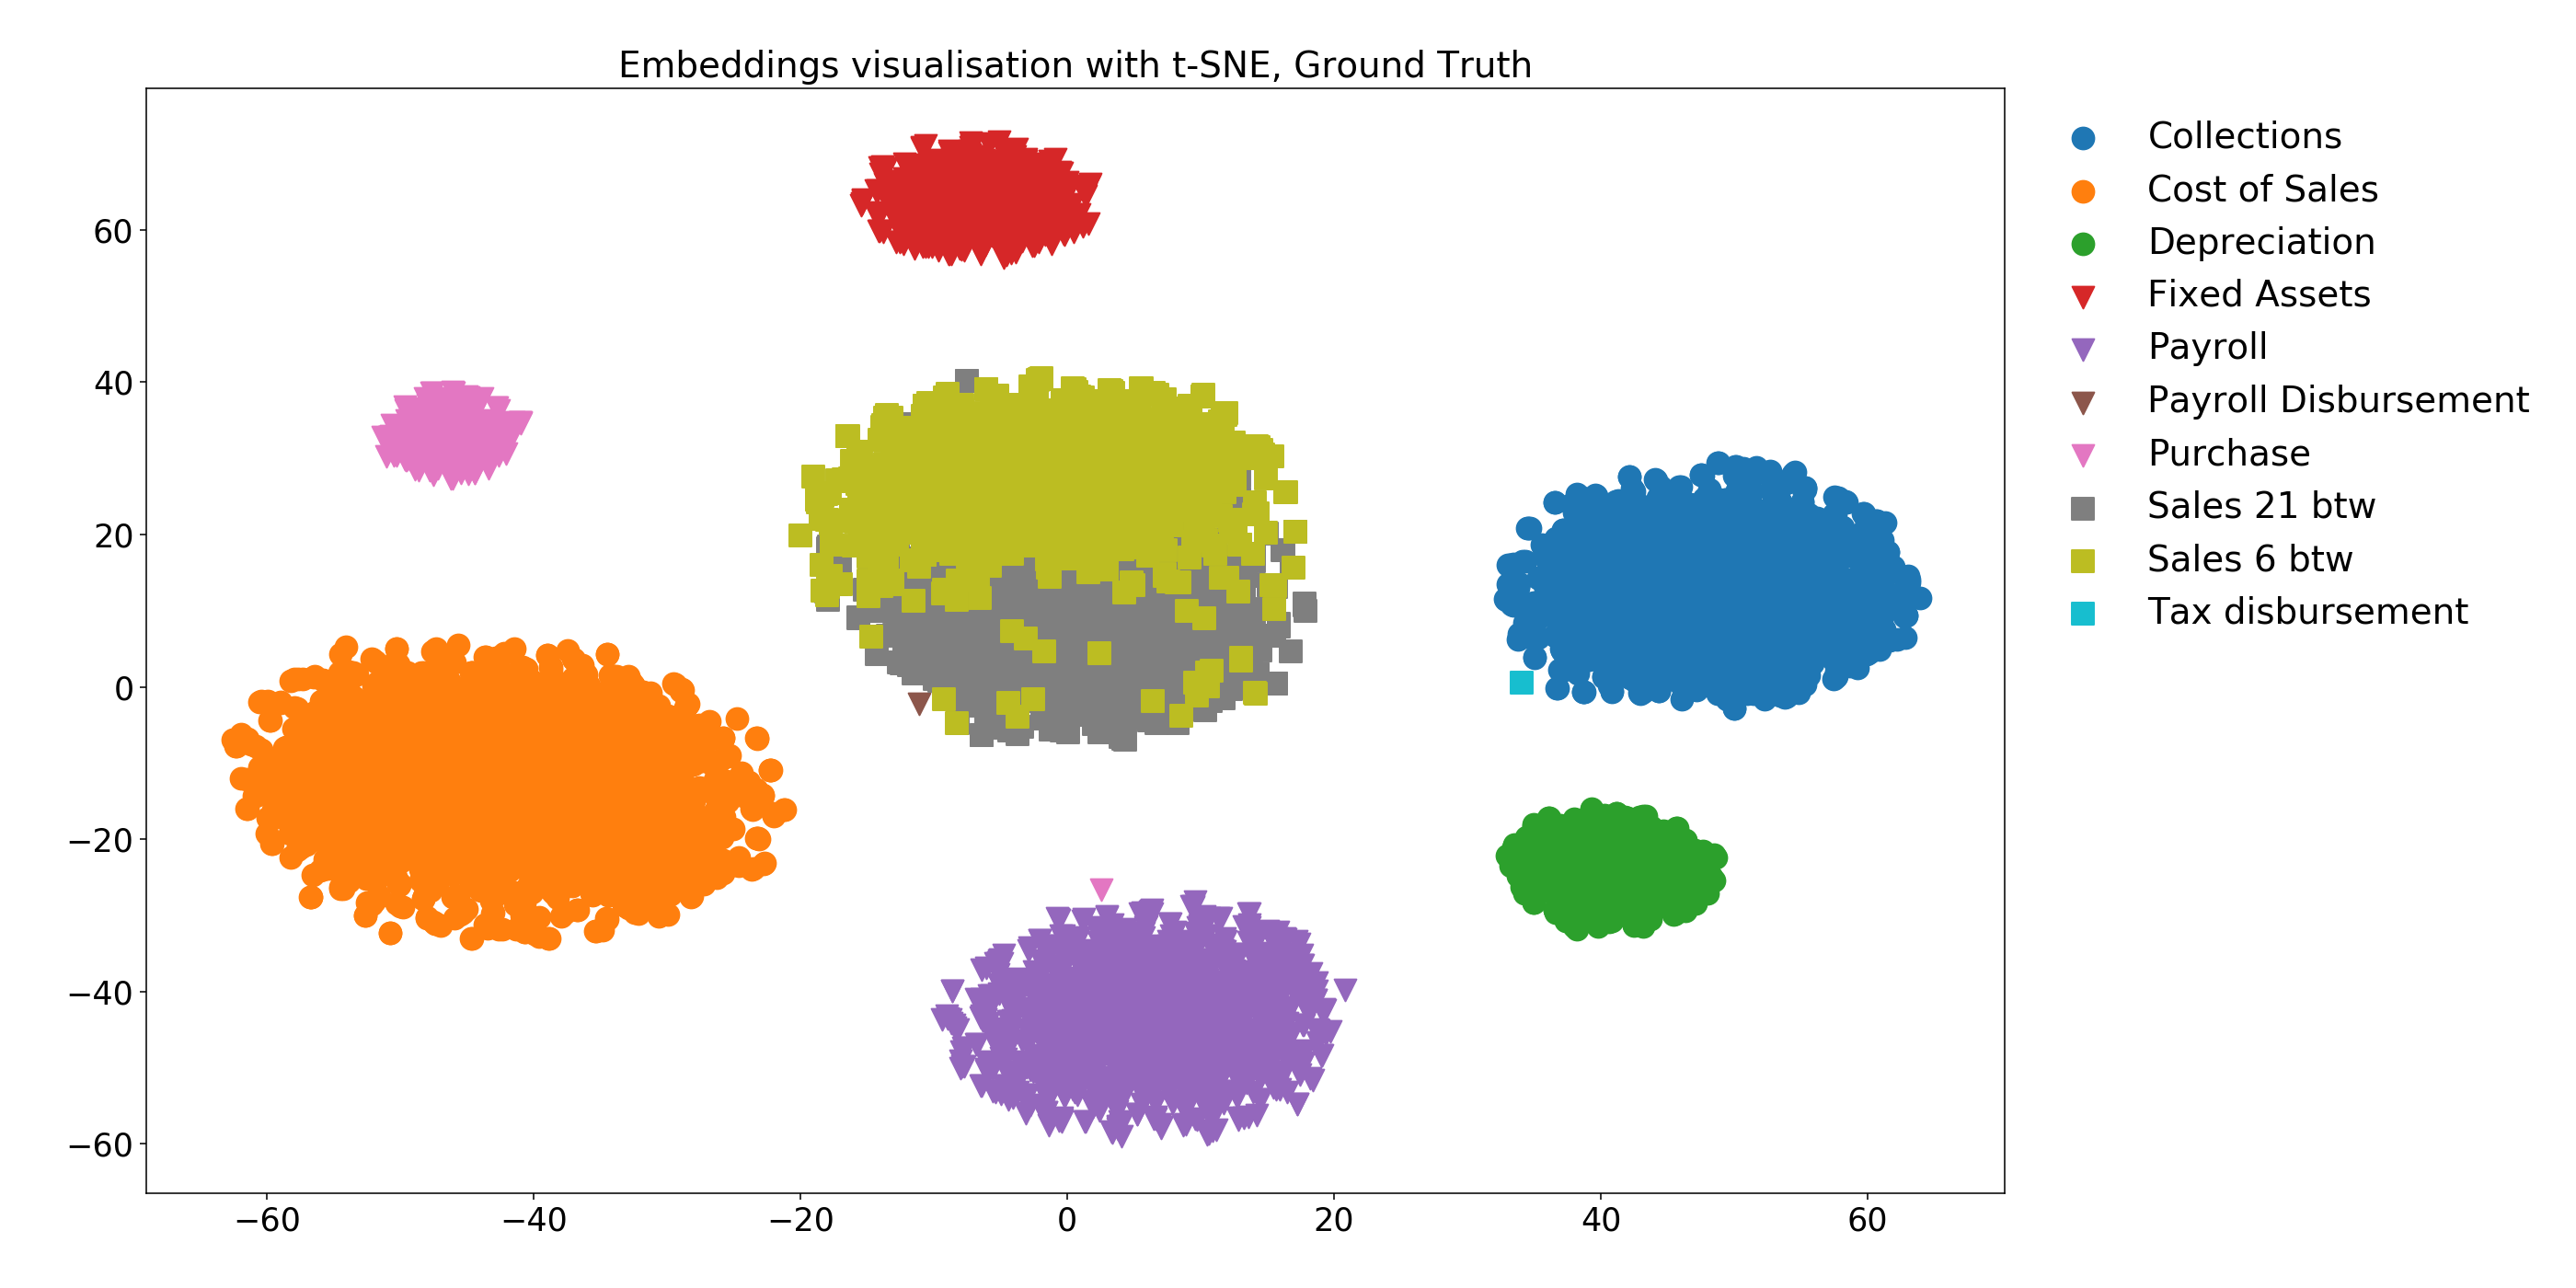 Embeddings visualisation with t-SNE, Ground Truth
60
40
20
0
−20
−40
−60
−60 −40 −20 0 20 40 60
Collections
Cost of Sales
Depreciation
Fixed Assets
Payroll
Payroll Disbursement
Purchase
Sales 21 btw
Sales 6 btw
Tax disbursement